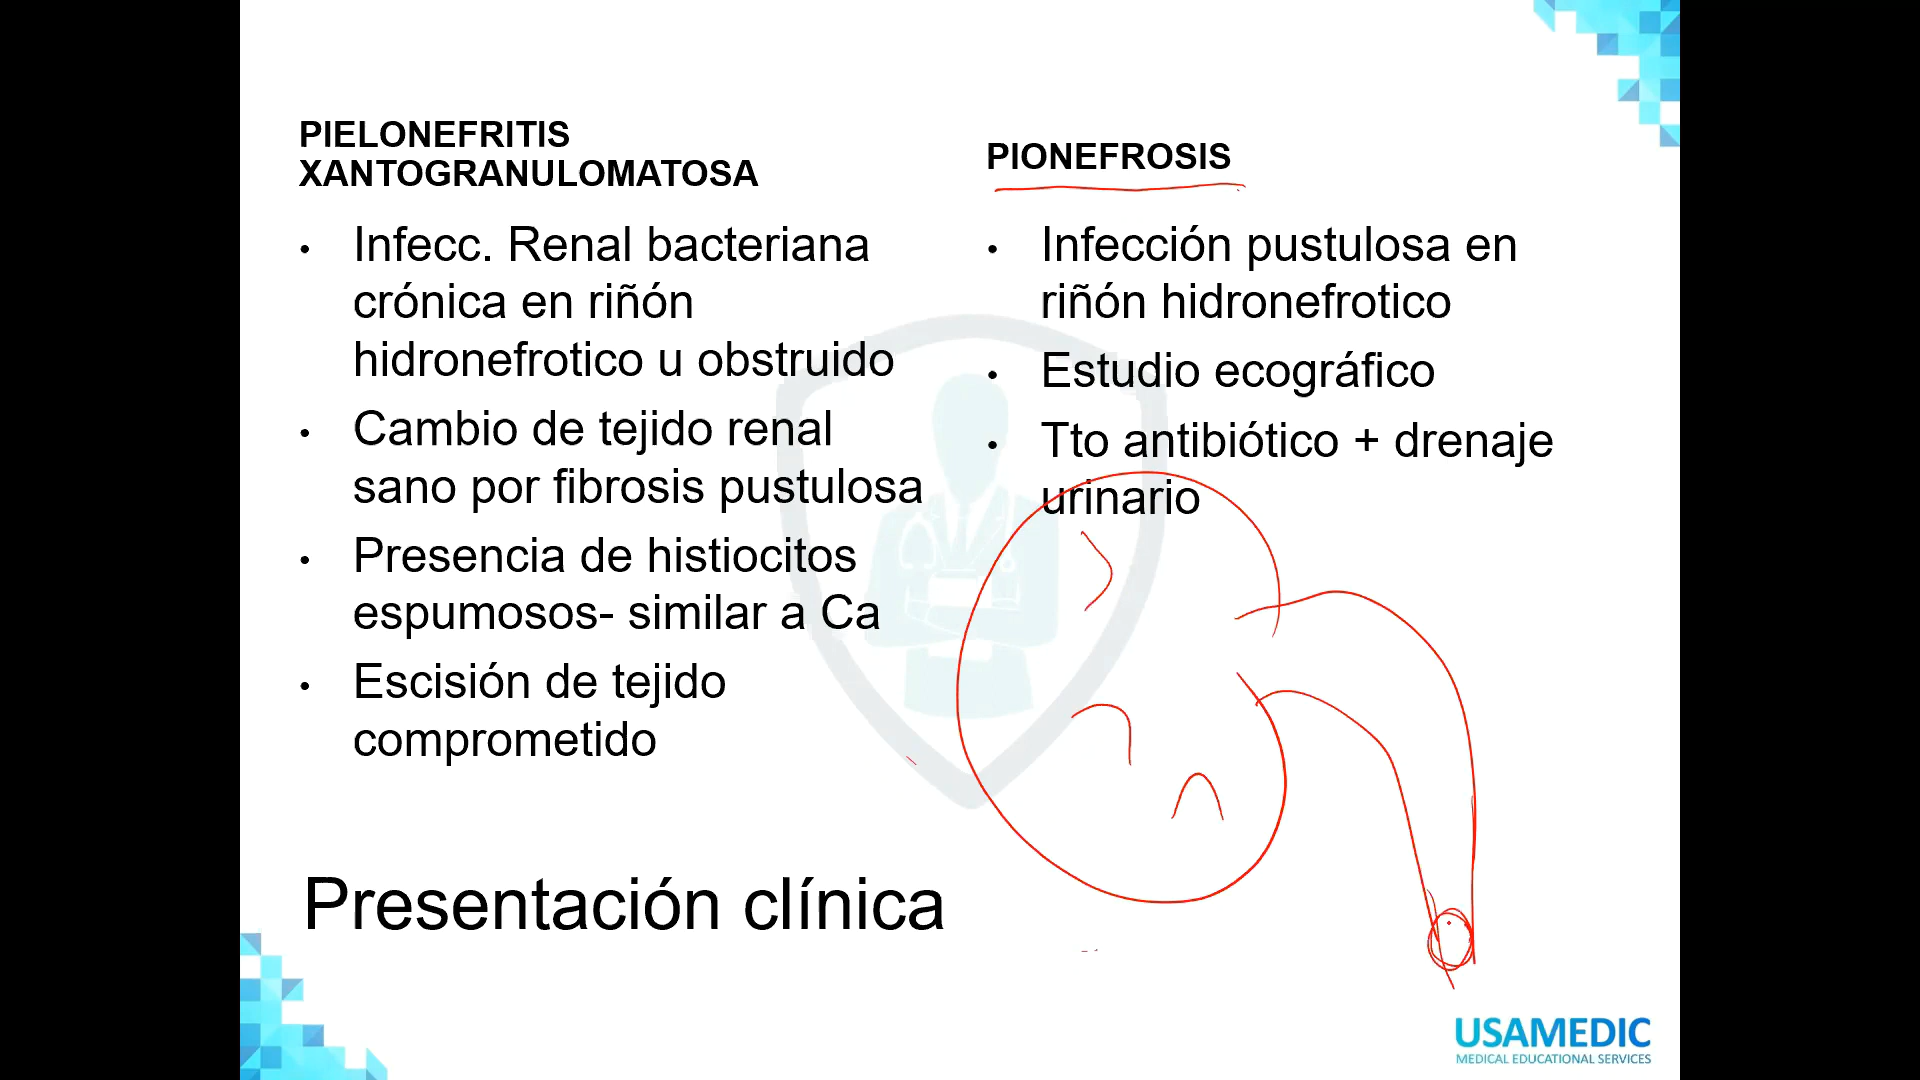 PIELONEFRITIS
XANTOGRANULOMATOSA
• Infecc. Renal bacteriana
crónica en riñón
hidronefrotico u obstruido
• Cambio de tejido renal
sano por fibrosis pustulosa
• Presencia de histiocitos
espumosos- similar a Ca
• Escisión de tejido
comprometido
PIONEFROSIS
• Infección pustulosa en
riñón hidronefrotico
• Estudio ecográfico
• Tto antibiótico + drenaje
urinario
Presentación clínica
USAMEDIC
MEDICAL EDUCATIONAL SERVICES